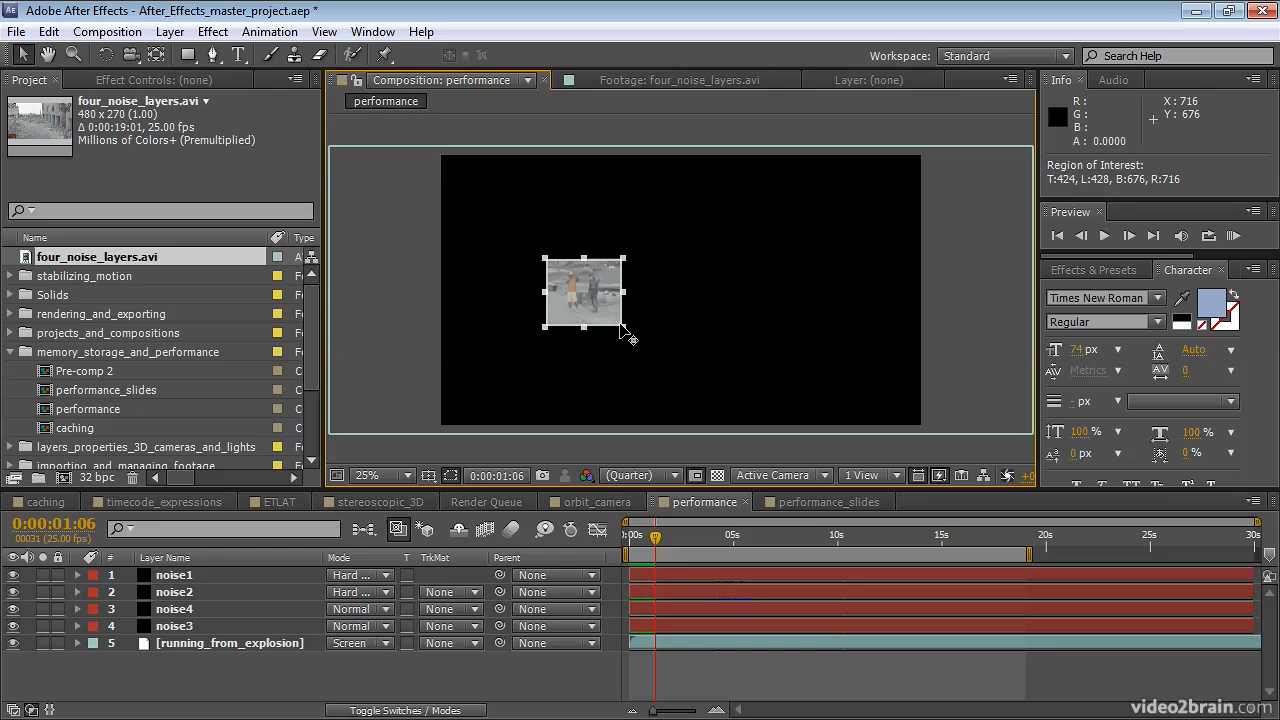 Adobe After Effects - After_Effects_master_project.aep *
File Edit Composition Layer Effect Animation View Window Help
Workspace: Standard Search Help
Project Effect Controls: (none) Composition: performance Footage: four_noise_layers.avi Layer: (none) Info Audio
four_noise_layers.avi
480 x 270 (1.00)
Δ 0:00:19:01, 25.00 fps
Millions of Colors+ (Premultiplied)
performance
R :
G :
B :
A : 0.0000
X : 716
Y : 676
Region of Interest:
T:424, L:428, B:676, R:716
Preview
Name Type
four_noise_layers.avi A
stabilizing_motion Fo
Solids Fo
rendering_and_exporting Fo
projects_and_compositions Fo
memory_storage_and_performance Fo
Pre-comp 2 C
performance_slides C
performance C
caching C
layers_properties_3D_cameras_and_lights Fo
importing_and_managing_footage Fo
32 bpc
Effects & Presets Character
Times New Roman
Regular
74 px Auto
Metrics 0
- px
100 % 100 %
0 px 0 %
25% 0:00:01:06 (Quarter) Active Camera 1 View +0
caching timecode_expressions ETLAT stereoscopic_3D Render Queue orbit_camera performance performance_slides
0:00:01:06
00031 (25.00 fps)
0:00s 05s 10s 15s 20s 25s 30s
# Layer Name Mode T TrkMat Parent
1 noise1 Hard ... None
2 noise2 Hard ... None None
3 noise4 Normal None None
4 noise3 Normal None None
5 [running_from_explosion] Screen None None
Toggle Switches / Modes
video2brain.com